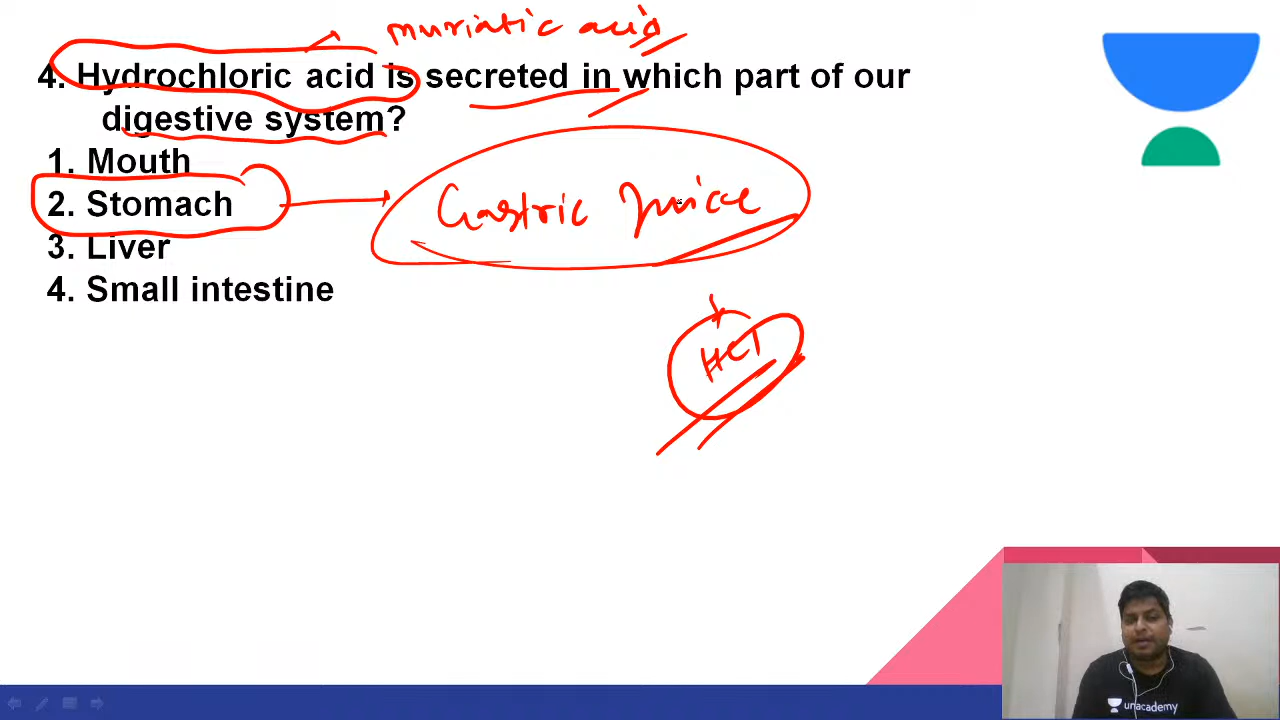 muriatic acid
4. Hydrochloric acid is secreted in which part of our
digestive system?
1. Mouth
2. Stomach
Gastric Juice
3. Liver
4. Small intestine
HCl
unacademy